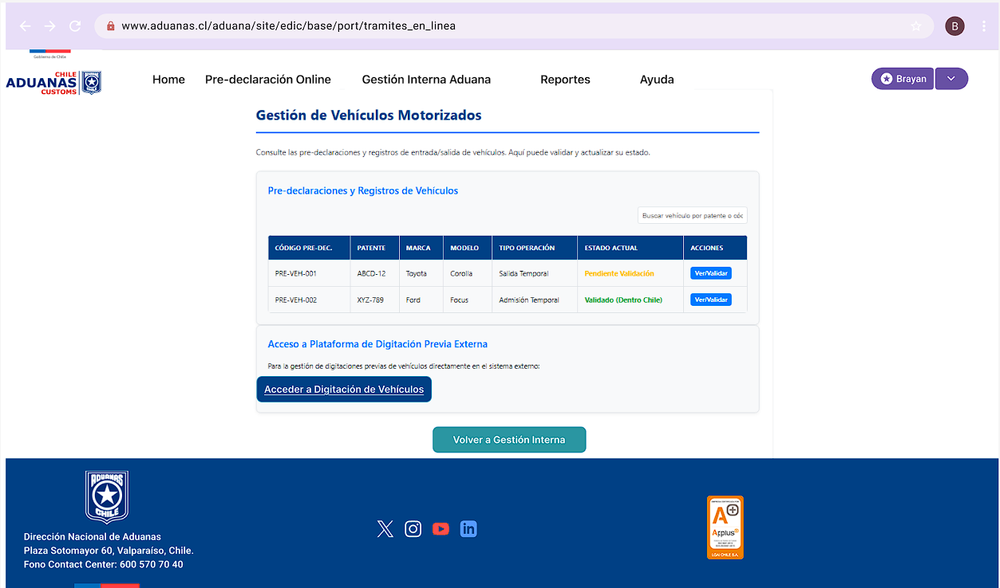 www.aduanas.cl/aduana/site/edic/base/port/tramites_en_linea
B
Gobierno de Chile
CHILE
ADUANAS
CUSTOMS
Home Pre-declaración Online Gestión Interna Aduana Reportes Ayuda
Brayan
Gestión de Vehículos Motorizados
Consulte las pre-declaraciones y registros de entrada/salida de vehículos. Aquí puede validar y actualizar su estado.
Pre-declaraciones y Registros de Vehículos
Buscar vehículo por patente o cóc
CÓDIGO PRE-DEC. PATENTE MARCA MODELO TIPO OPERACIÓN ESTADO ACTUAL ACCIONES
PRE-VEH-001 ABCD-12 Toyota Corolla Salida Temporal Pendiente Validación Ver/Validar
PRE-VEH-002 XYZ-789 Ford Focus Admisión Temporal Validado (Dentro Chile) Ver/Validar
Acceso a Plataforma de Digitación Previa Externa
Para la gestión de digitaciones previas de vehículos directamente en el sistema externo:
Acceder a Digitación de Vehículos
Volver a Gestión Interna
ADUANAS
CHILE
Dirección Nacional de Aduanas
Plaza Sotomayor 60, Valparaíso, Chile.
Fono Contact Center: 600 570 70 40
in
A+
Applus+
LGAI CHILE S.A.